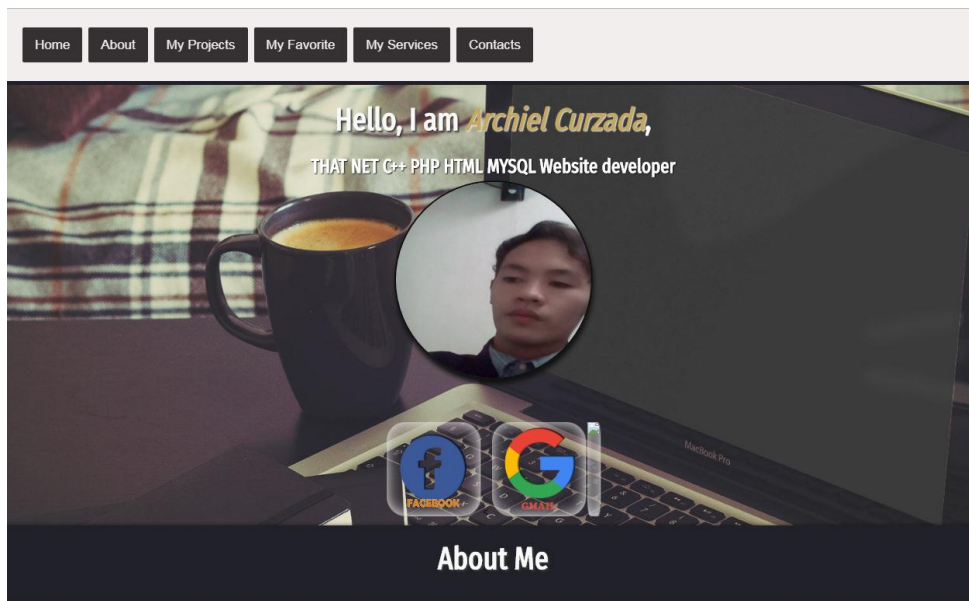 Home About My Projects My Favorite My Services Contacts
Hello, I am Archiel Curzada,
THAT NET C++ PHP HTML MYSQL Website developer
MacBook Pro
FACEBOOK
GMAIL
About Me